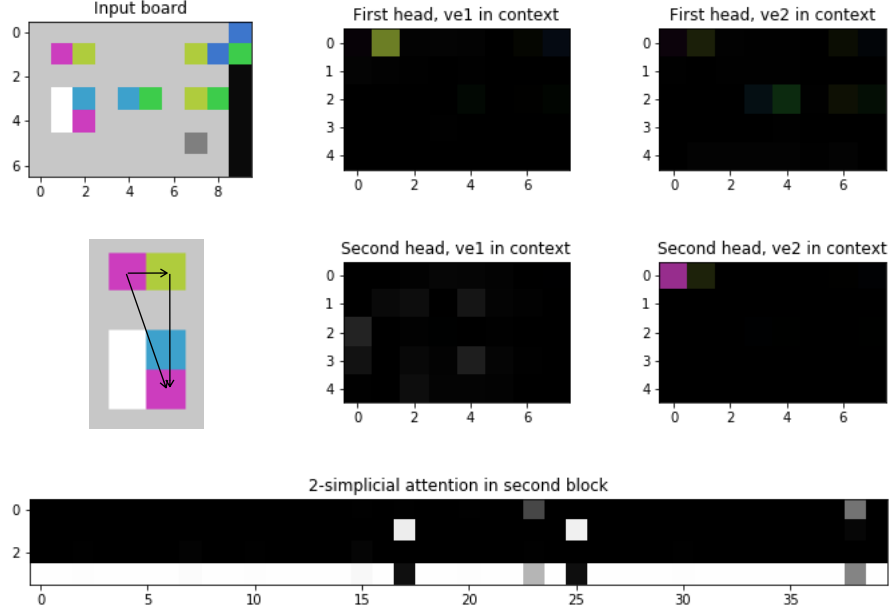 Input board
First head, ve1 in context
First head, ve2 in context
0
2
4
6
0 2 4 6 8
0
1
2
3
4
0 2 4 6
0
1
2
3
4
0 2 4 6
Second head, ve1 in context
Second head, ve2 in context
0
1
2
3
4
0 2 4 6
0
1
2
3
4
0 2 4 6
2-simplicial attention in second block
0
2
0 5 10 15 20 25 30 35